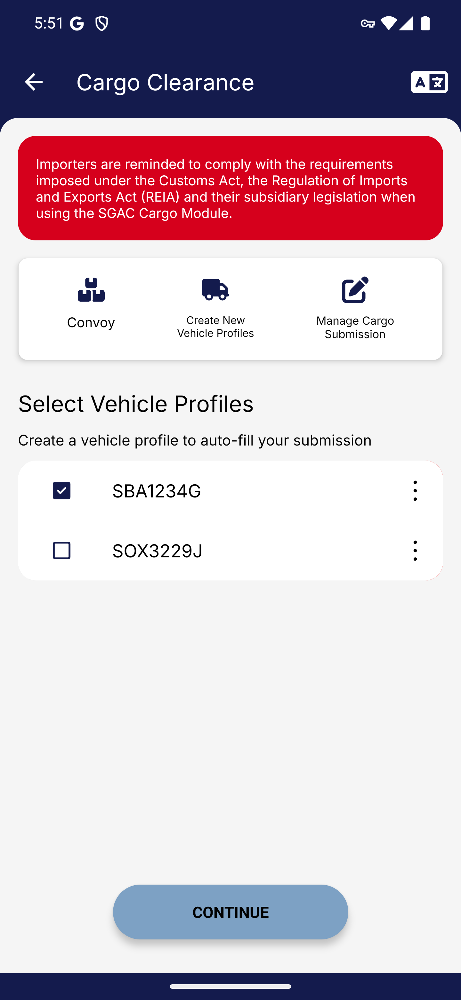 5:51
Cargo Clearance
Importers are reminded to comply with the requirements
imposed under the Customs Act, the Regulation of Imports
and Exports Act (REIA) and their subsidiary legislation when
using the SGAC Cargo Module.
Convoy
Create New
Vehicle Profiles
Manage Cargo
Submission
Select Vehicle Profiles
Create a vehicle profile to auto-fill your submission
SBA1234G
SOX3229J
CONTINUE